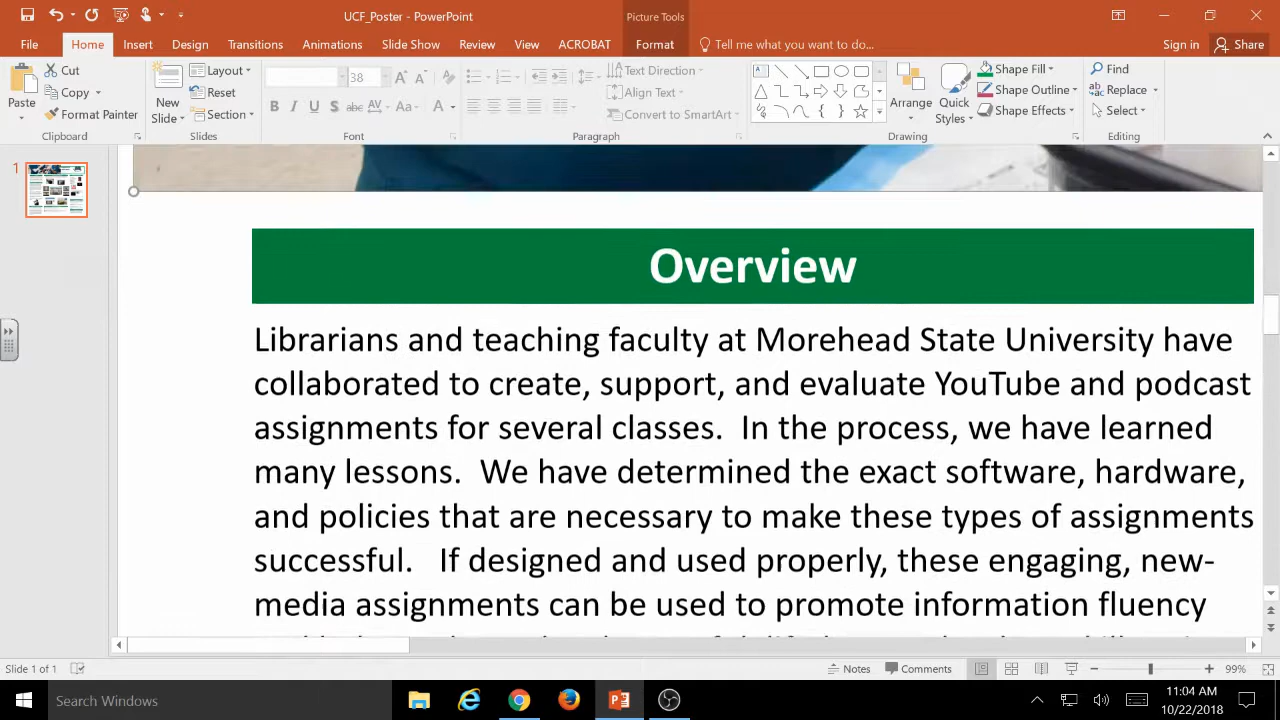 UCF_Poster - PowerPoint
Picture Tools
File Home Insert Design Transitions Animations Slide Show Review View ACROBAT Format Tell me what you want to do... Sign in Share
Paste
Cut
Copy
Format Painter
Clipboard
New Slide
Layout
Reset
Section
Slides
38
B I U S abc AV Aa A
Font
Text Direction
Align Text
Convert to SmartArt
Paragraph
Arrange
Quick Styles
Shape Fill
Shape Outline
Shape Effects
Drawing
Find
Replace
Select
Editing
1
Overview
Librarians and teaching faculty at Morehead State University have
collaborated to create, support, and evaluate YouTube and podcast
assignments for several classes. In the process, we have learned
many lessons. We have determined the exact software, hardware,
and policies that are necessary to make these types of assignments
successful. If designed and used properly, these engaging, new-
media assignments can be used to promote information fluency
Slide 1 of 1 Notes Comments 99%
Search Windows
11:04 AM
10/22/2018